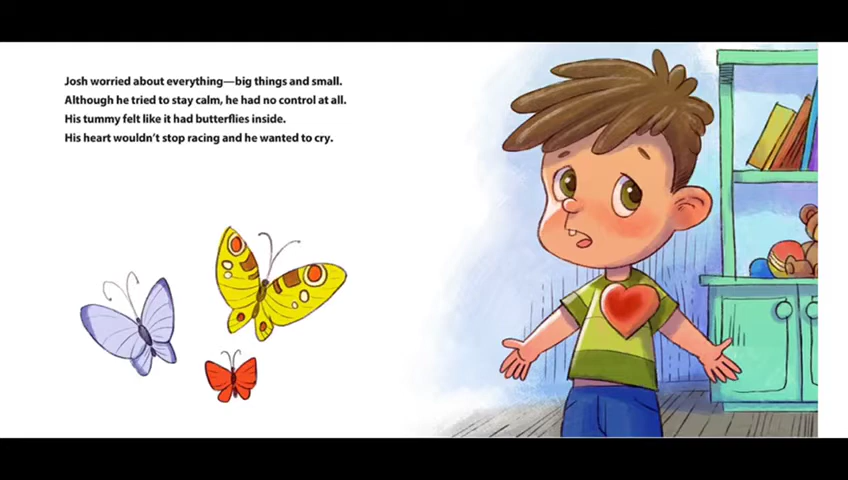 Josh worried about everything—big things and small.
Although he tried to stay calm, he had no control at all.
His tummy felt like it had butterflies inside.
His heart wouldn't stop racing and he wanted to cry.